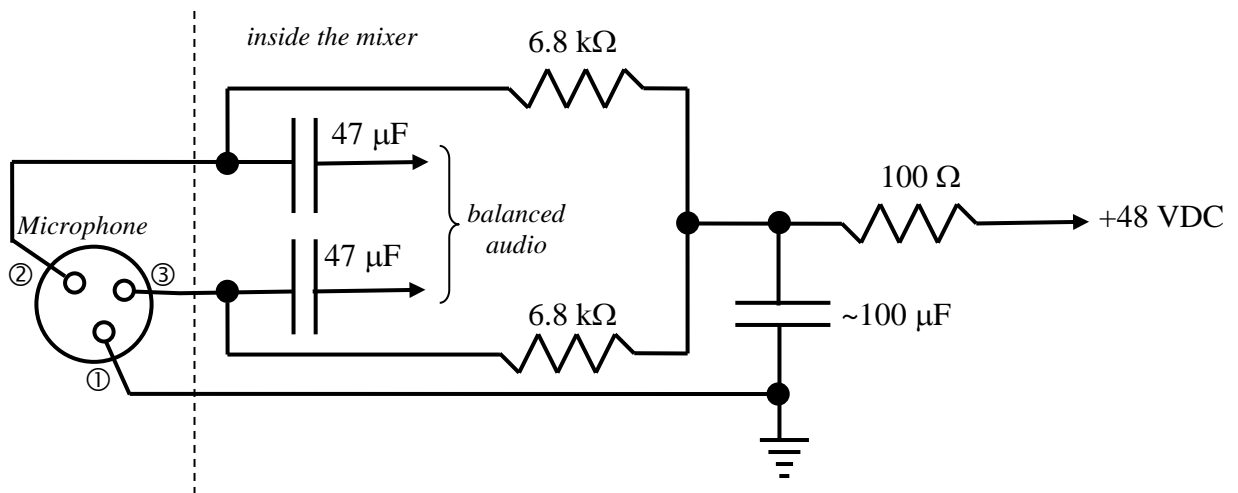 inside the mixer
6.8 kΩ
47 μF
100 Ω
+48 VDC
Microphone
balanced
audio
②
③
47 μF
6.8 kΩ
~100 μF
①